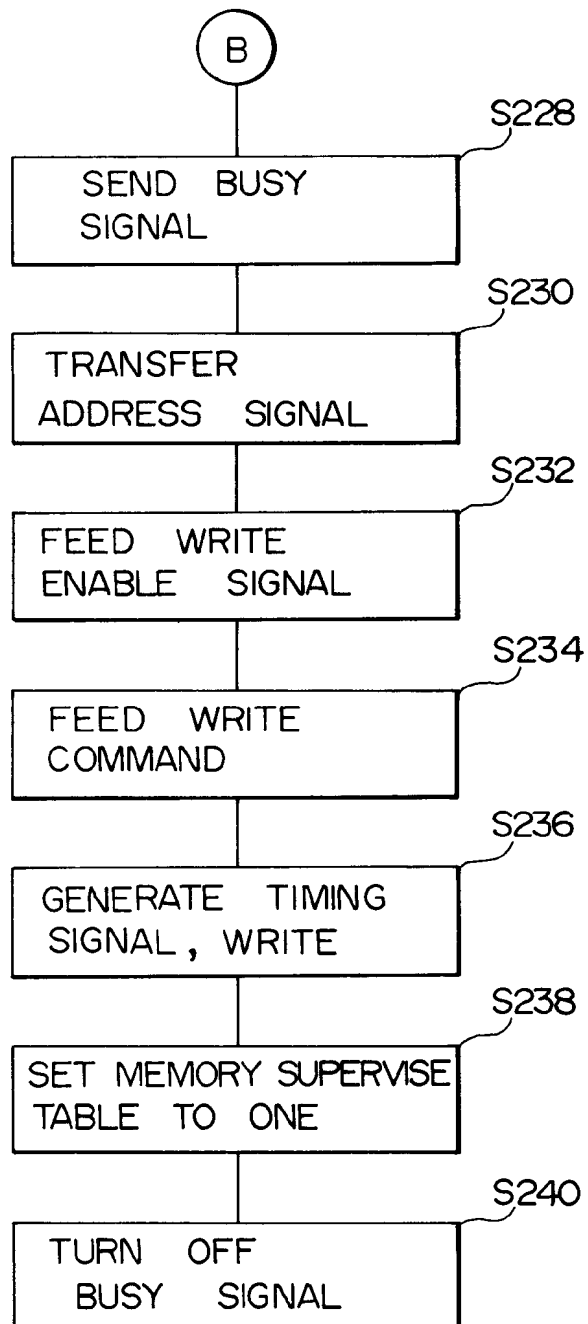 B
S228
SEND BUSY
SIGNAL
S230
TRANSFER
ADDRESS SIGNAL
S232
FEED WRITE
ENABLE SIGNAL
S234
FEED WRITE
COMMAND
S236
GENERATE TIMING
SIGNAL, WRITE
S238
SET MEMORY SUPERVISE
TABLE TO ONE
S240
TURN OFF
BUSY SIGNAL